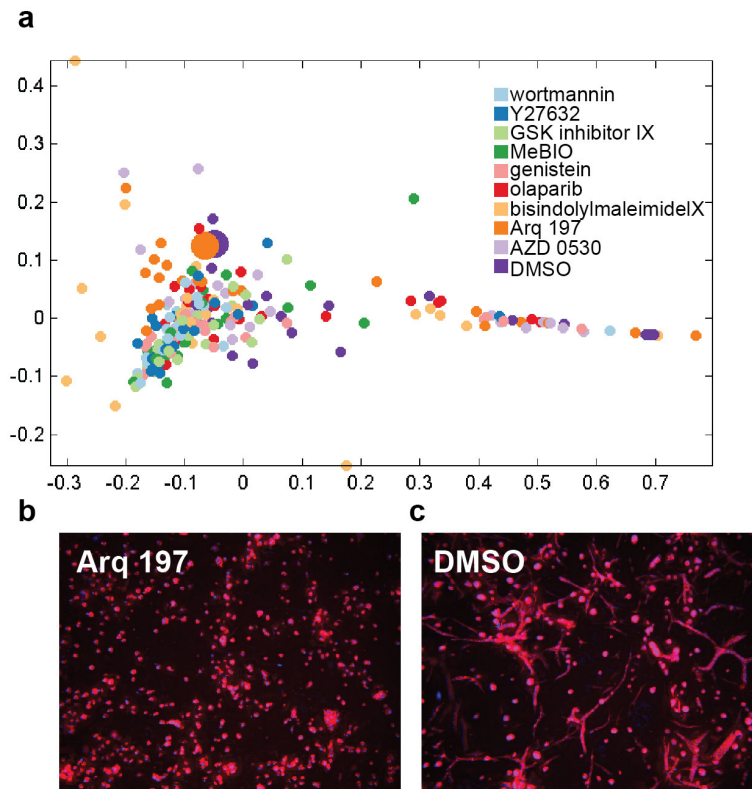 a
0.4
0.3
0.2
0.1
0
-0.1
-0.2
wortmannin
Y27632
GSK inhibitor IX
MeBIO
genistein
olaparib
bisindolylmaleimideIX
Arq 197
AZD 0530
DMSO
-0.3 -0.2 -0.1 0 0.1 0.2 0.3 0.4 0.5 0.6 0.7
b
c
Arq 197
DMSO